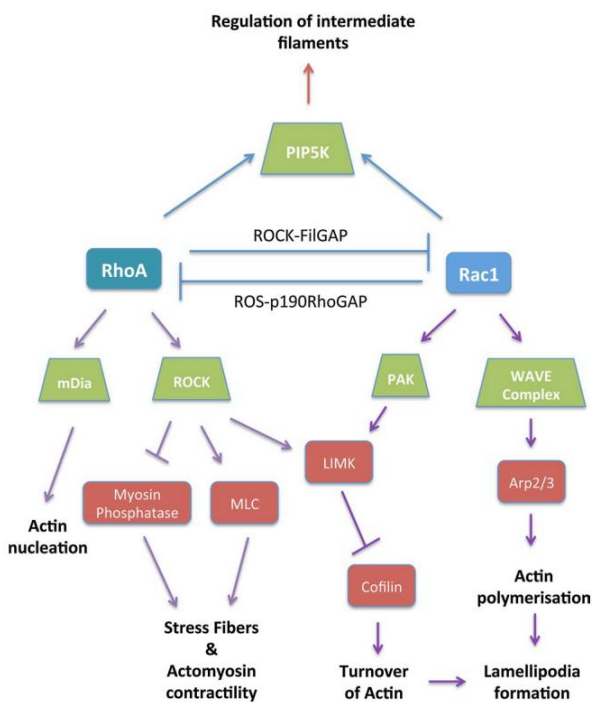 Regulation of intermediate
filaments
PIP5K
ROCK-FilGAP
RhoA
Rac1
ROS-p190RhoGAP
mDia
ROCK
PAK
WAVE
Complex
LIMK
Arp2/3
Myosin
Phosphatase
MLC
Actin
nucleation
Cofilin
Actin
polymerisation
Stress Fibers
&
Actomyosin
contractility
Turnover
of Actin
Lamellipodia
formation